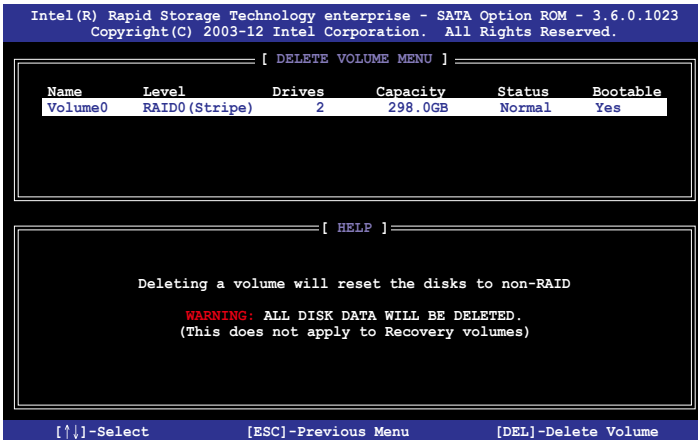 Intel(R) Rapid Storage Technology enterprise - SATA Option ROM - 3.6.0.1023
Copyright(C) 2003-12 Intel Corporation. All Rights Reserved.
[ DELETE VOLUME MENU ]
Name Level Drives Capacity Status Bootable
Volume0 RAID0(Stripe) 2 298.0GB Normal Yes
[ HELP ]
Deleting a volume will reset the disks to non-RAID
WARNING: ALL DISK DATA WILL BE DELETED.
(This does not apply to Recovery volumes)
[↑↓]-Select [ESC]-Previous Menu [DEL]-Delete Volume